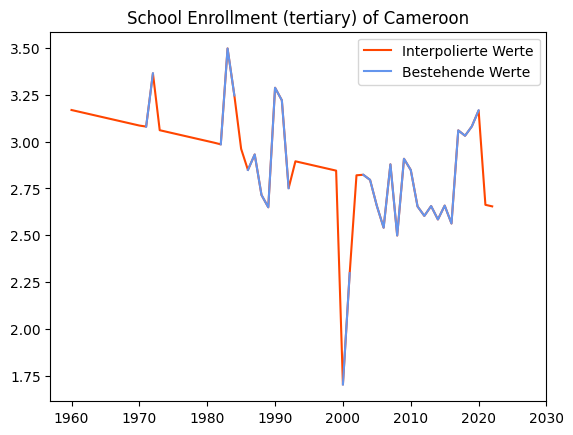 School Enrollment (tertiary) of Cameroon
Interpolierte Werte
Bestehende Werte
3.50
3.25
3.00
2.75
2.50
2.25
2.00
1.75
1960 1970 1980 1990 2000 2010 2020 2030